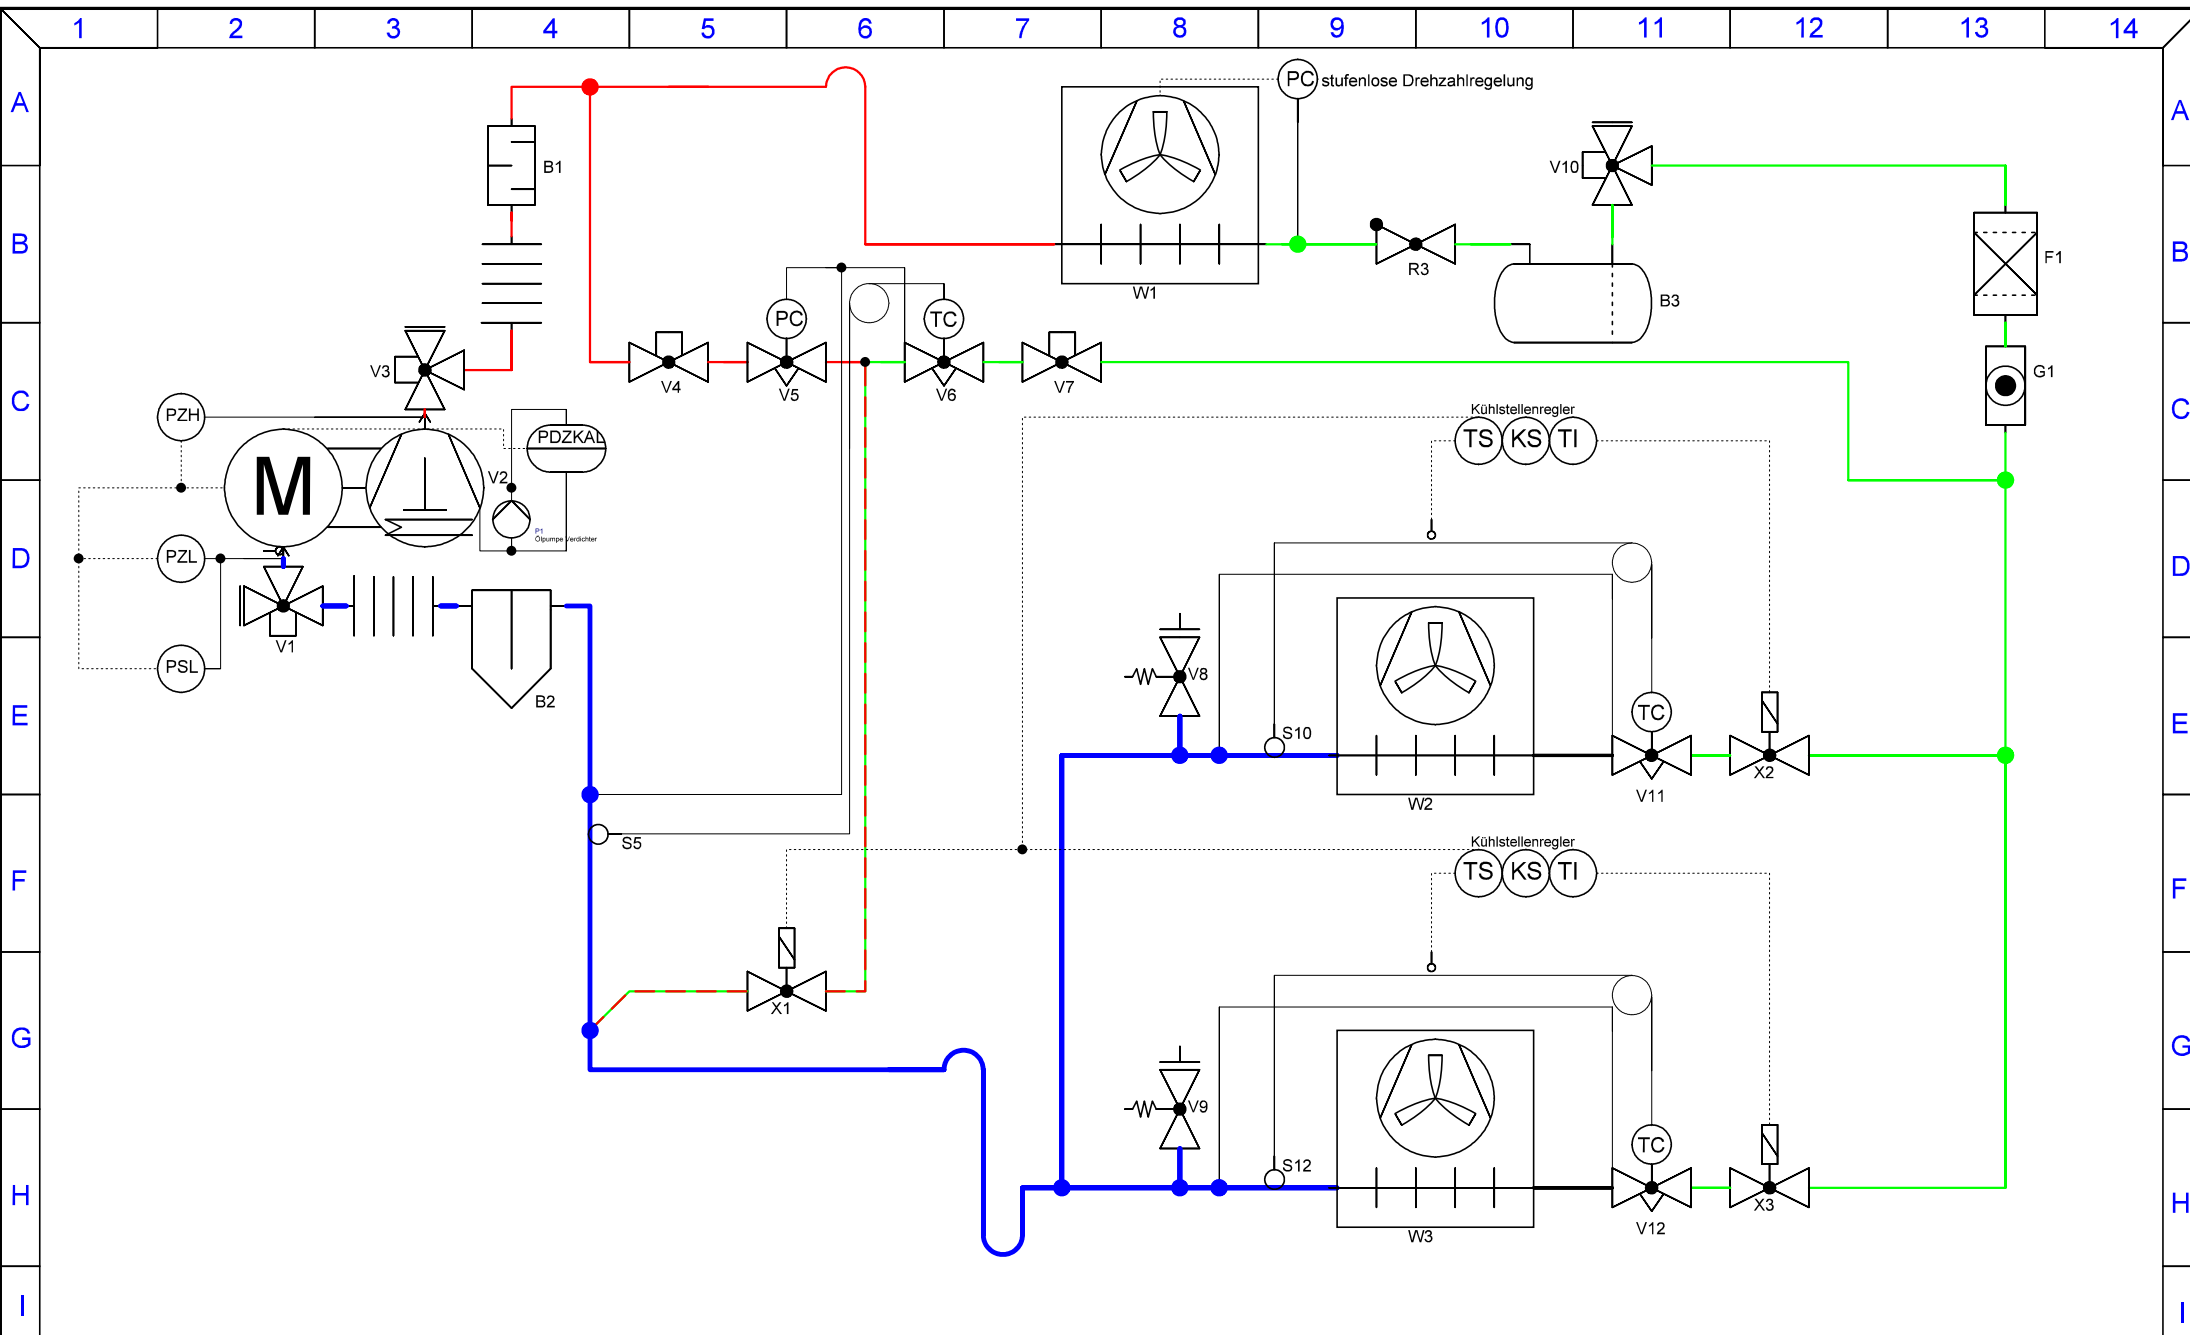 1 2 3 4 5 6 7 8 9 10 11 12 13 14
A A
PC stufenlose Drehzahlregelung
B1
V10
B B
F1
R3
W1
B3
PC
TC
V3
G1
V4
V5
V6
V7
C C
PZH
Kühlstellenregler
PDZKAL
TS KS TI
M
V2
P1
Ölpumpe Verdichter
PZL
D D
V1
PSL
V8
B2
TC
E E
S10
X2
V11
W2
S5
Kühlstellenregler
TS KS TI
F F
X1
G G
V9
TC
S12
H H
X3
V12
W3
I I